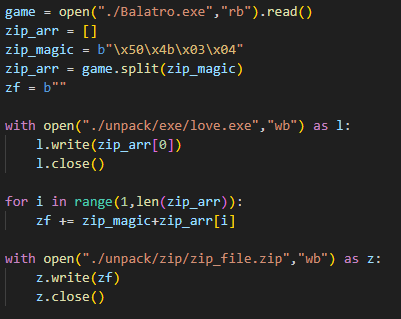 game = open("./Balatro.exe","rb").read()
zip_arr = []
zip_magic = b"\x50\x4b\x03\x04"
zip_arr = game.split(zip_magic)
zf = b""

with open("./unpack/exe/love.exe","wb") as l:
    l.write(zip_arr[0])
    l.close()

for i in range(1,len(zip_arr)):
    zf += zip_magic+zip_arr[i]

with open("./unpack/zip/zip_file.zip","wb") as z:
    z.write(zf)
    z.close()